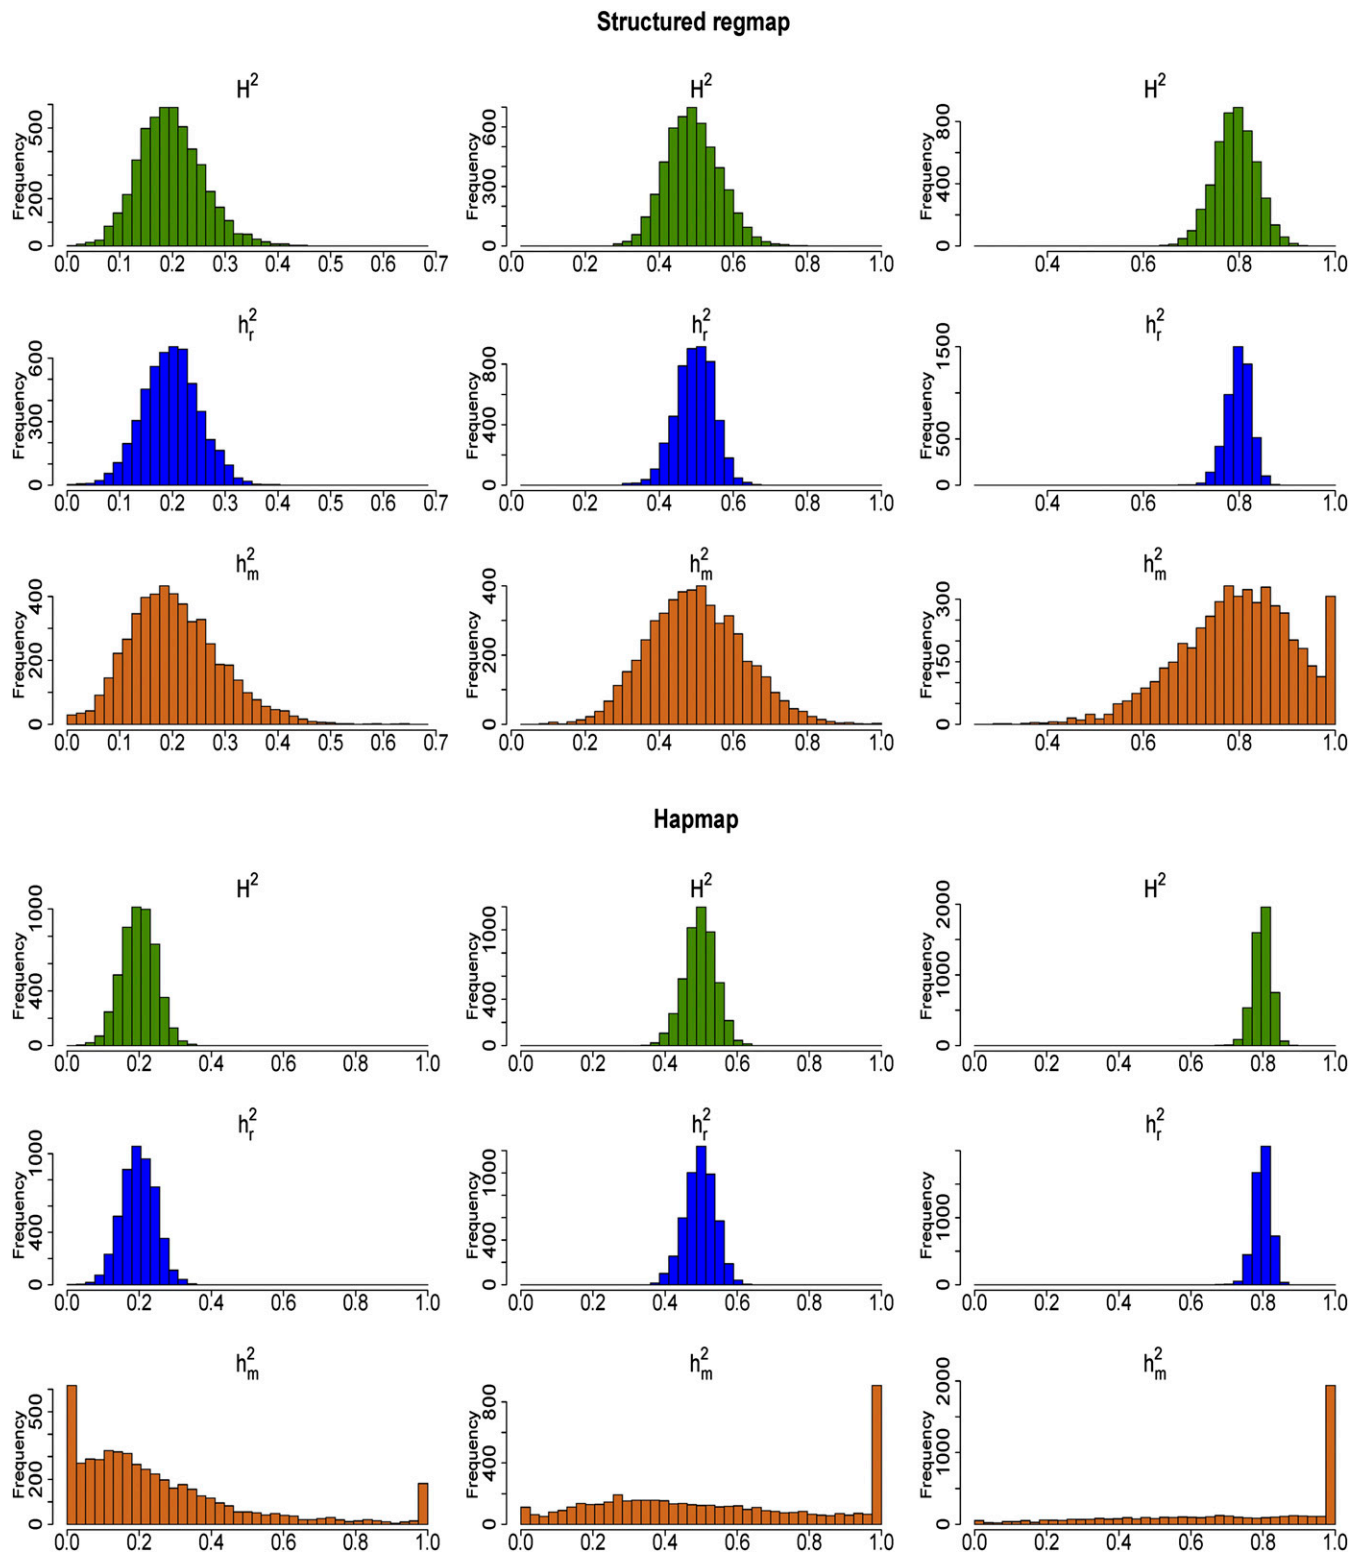 Structured regmap
H² H² H²
Frequency 0 200 500 Frequency 0 300 600 Frequency 0 400 800
0.0 0.1 0.2 0.3 0.4 0.5 0.6 0.7 0.0 0.2 0.4 0.6 0.8 1.0 0.4 0.6 0.8 1.0
h²r h²r h²r
Frequency 0 300 600 Frequency 0 400 800 Frequency 0 500 1500
0.0 0.1 0.2 0.3 0.4 0.5 0.6 0.7 0.0 0.2 0.4 0.6 0.8 1.0 0.4 0.6 0.8 1.0
h²m h²m h²m
Frequency 0 200 400 Frequency 0 200 400 Frequency 0 150 300
0.0 0.1 0.2 0.3 0.4 0.5 0.6 0.7 0.0 0.2 0.4 0.6 0.8 1.0 0.4 0.6 0.8 1.0
Hapmap
H² H² H²
Frequency 0 400 1000 Frequency 0 400 1000 Frequency 0 1000 2000
0.0 0.2 0.4 0.6 0.8 1.0 0.0 0.2 0.4 0.6 0.8 1.0 0.0 0.2 0.4 0.6 0.8 1.0
h²r h²r h²r
Frequency 0 400 1000 Frequency 0 400 1000 Frequency 0 1000
0.0 0.2 0.4 0.6 0.8 1.0 0.0 0.2 0.4 0.6 0.8 1.0 0.0 0.2 0.4 0.6 0.8 1.0
h²m h²m h²m
Frequency 0 200 500 Frequency 0 400 800 Frequency 0 1000 2000
0.0 0.2 0.4 0.6 0.8 1.0 0.0 0.2 0.4 0.6 0.8 1.0 0.0 0.2 0.4 0.6 0.8 1.0